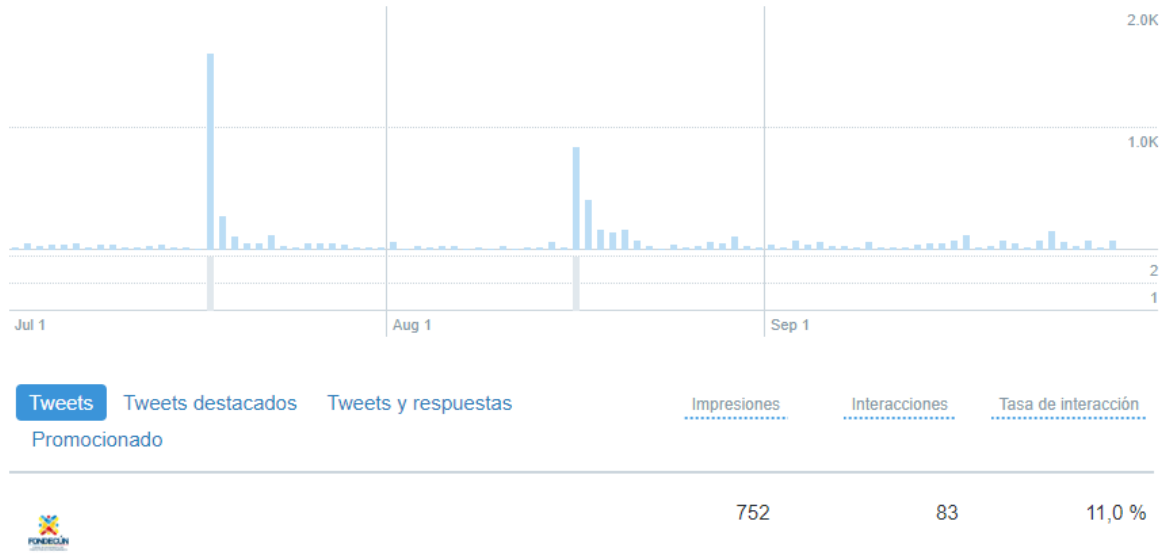 2.0K
1.0K
2
1
Jul 1 Aug 1 Sep 1
Tweets Tweets destacados Tweets y respuestas Impresiones Interacciones Tasa de interacción
Promocionado
752 83 11,0 %
FONDECÚN